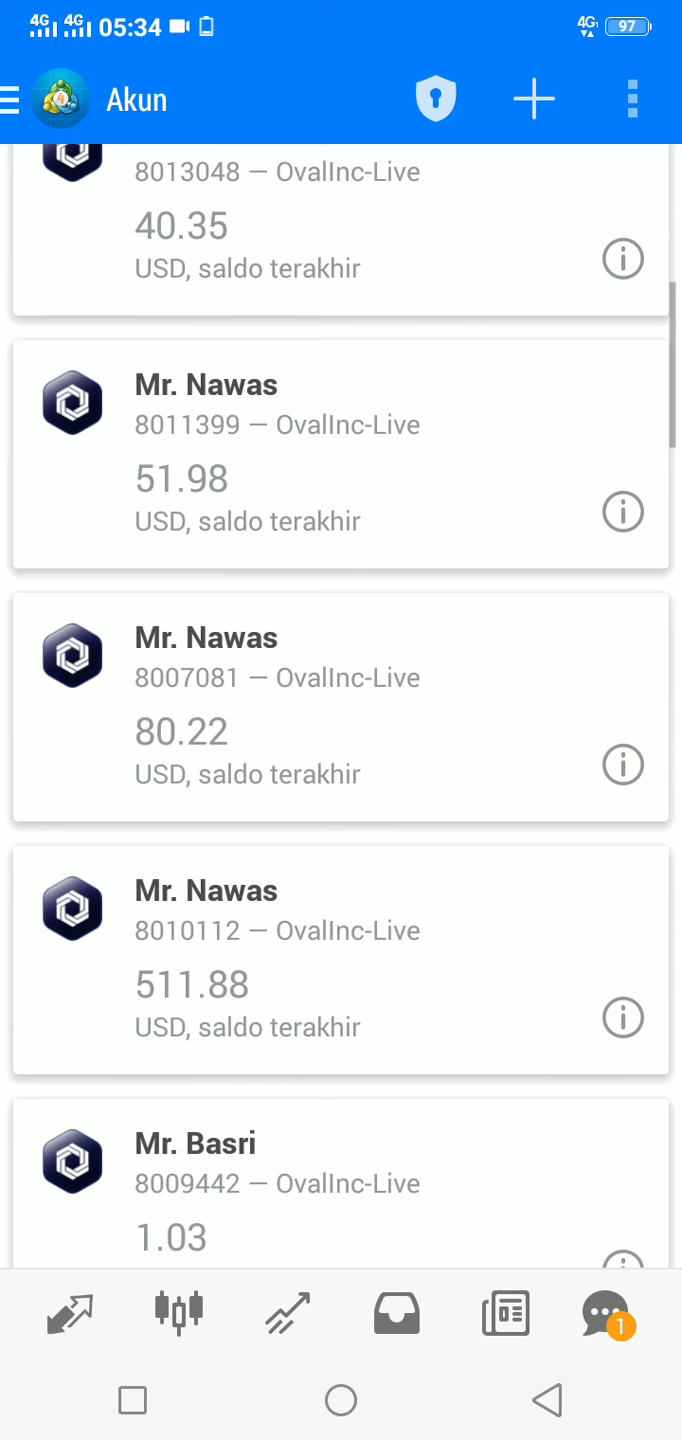 4G 4G 05:34 4G 97
Akun
8013048 — OvalInc-Live
40.35
USD, saldo terakhir
Mr. Nawas
8011399 — OvalInc-Live
51.98
USD, saldo terakhir
Mr. Nawas
8007081 — OvalInc-Live
80.22
USD, saldo terakhir
Mr. Nawas
8010112 — OvalInc-Live
511.88
USD, saldo terakhir
Mr. Basri
8009442 — OvalInc-Live
1.03
1